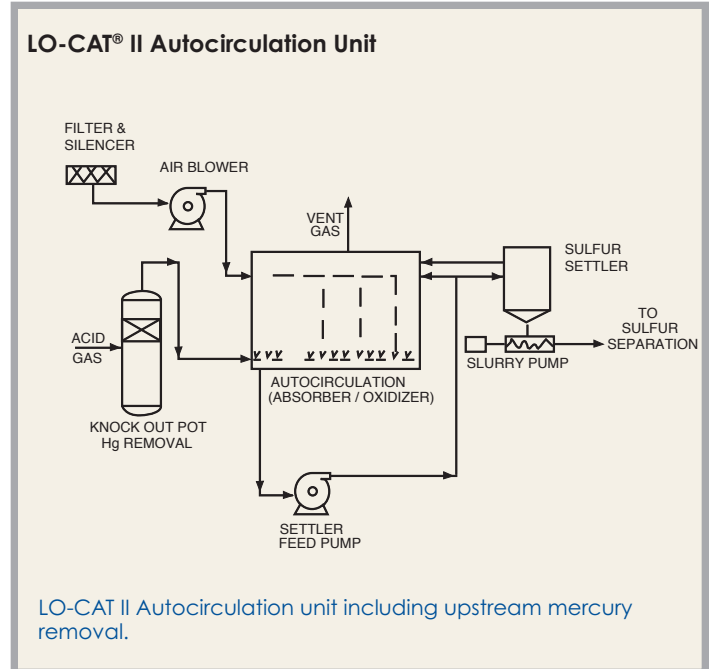 LO-CAT® II Autocirculation Unit
FILTER &
SILENCER
AIR BLOWER
VENT
GAS
SULFUR
SETTLER
TO
SULFUR
SEPARATION
ACID
GAS
SLURRY PUMP
AUTOCIRCULATION
(ABSORBER / OXIDIZER)
KNOCK OUT POT
Hg REMOVAL
SETTLER
FEED PUMP
LO-CAT II Autocirculation unit including upstream mercury
removal.